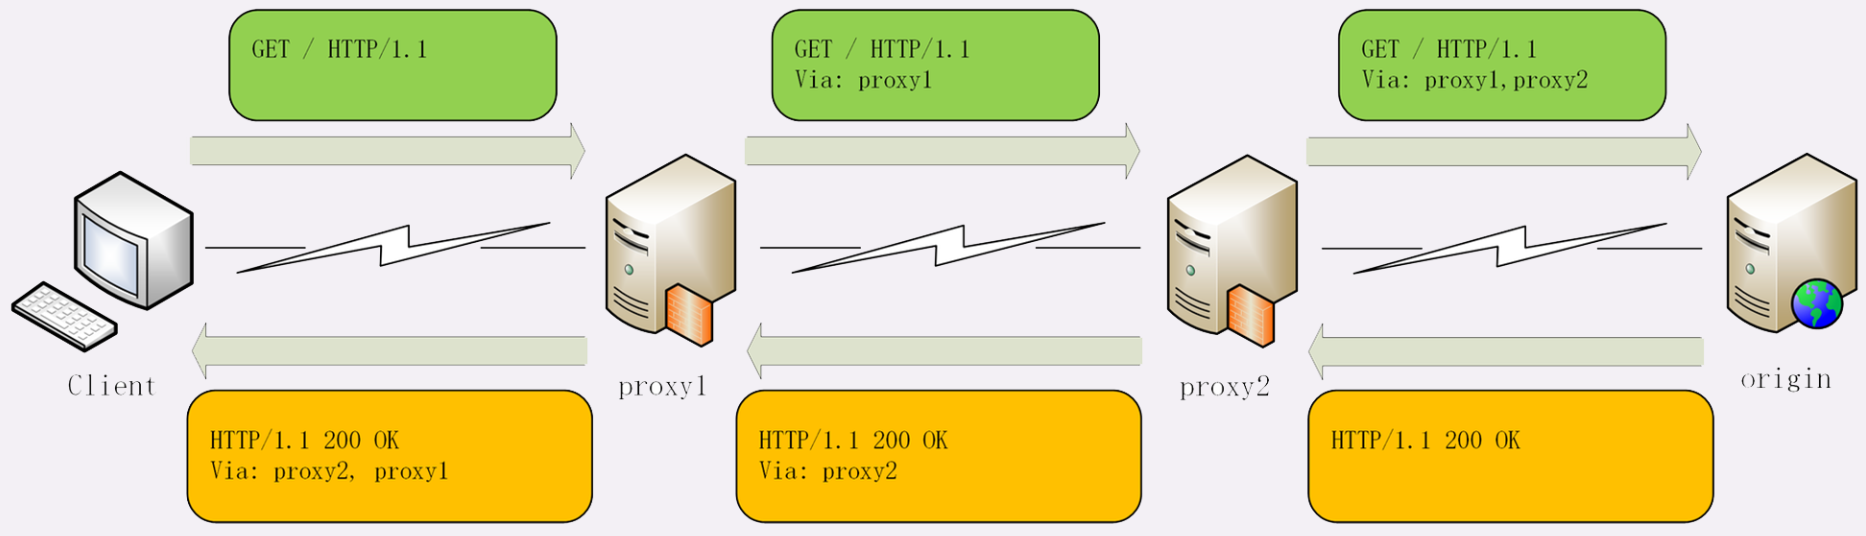 GET / HTTP/1.1
GET / HTTP/1.1
Via: proxy1
GET / HTTP/1.1
Via: proxy1,proxy2
Client
proxy1
proxy2
origin
HTTP/1.1 200 OK
Via: proxy2, proxy1
HTTP/1.1 200 OK
Via: proxy2
HTTP/1.1 200 OK